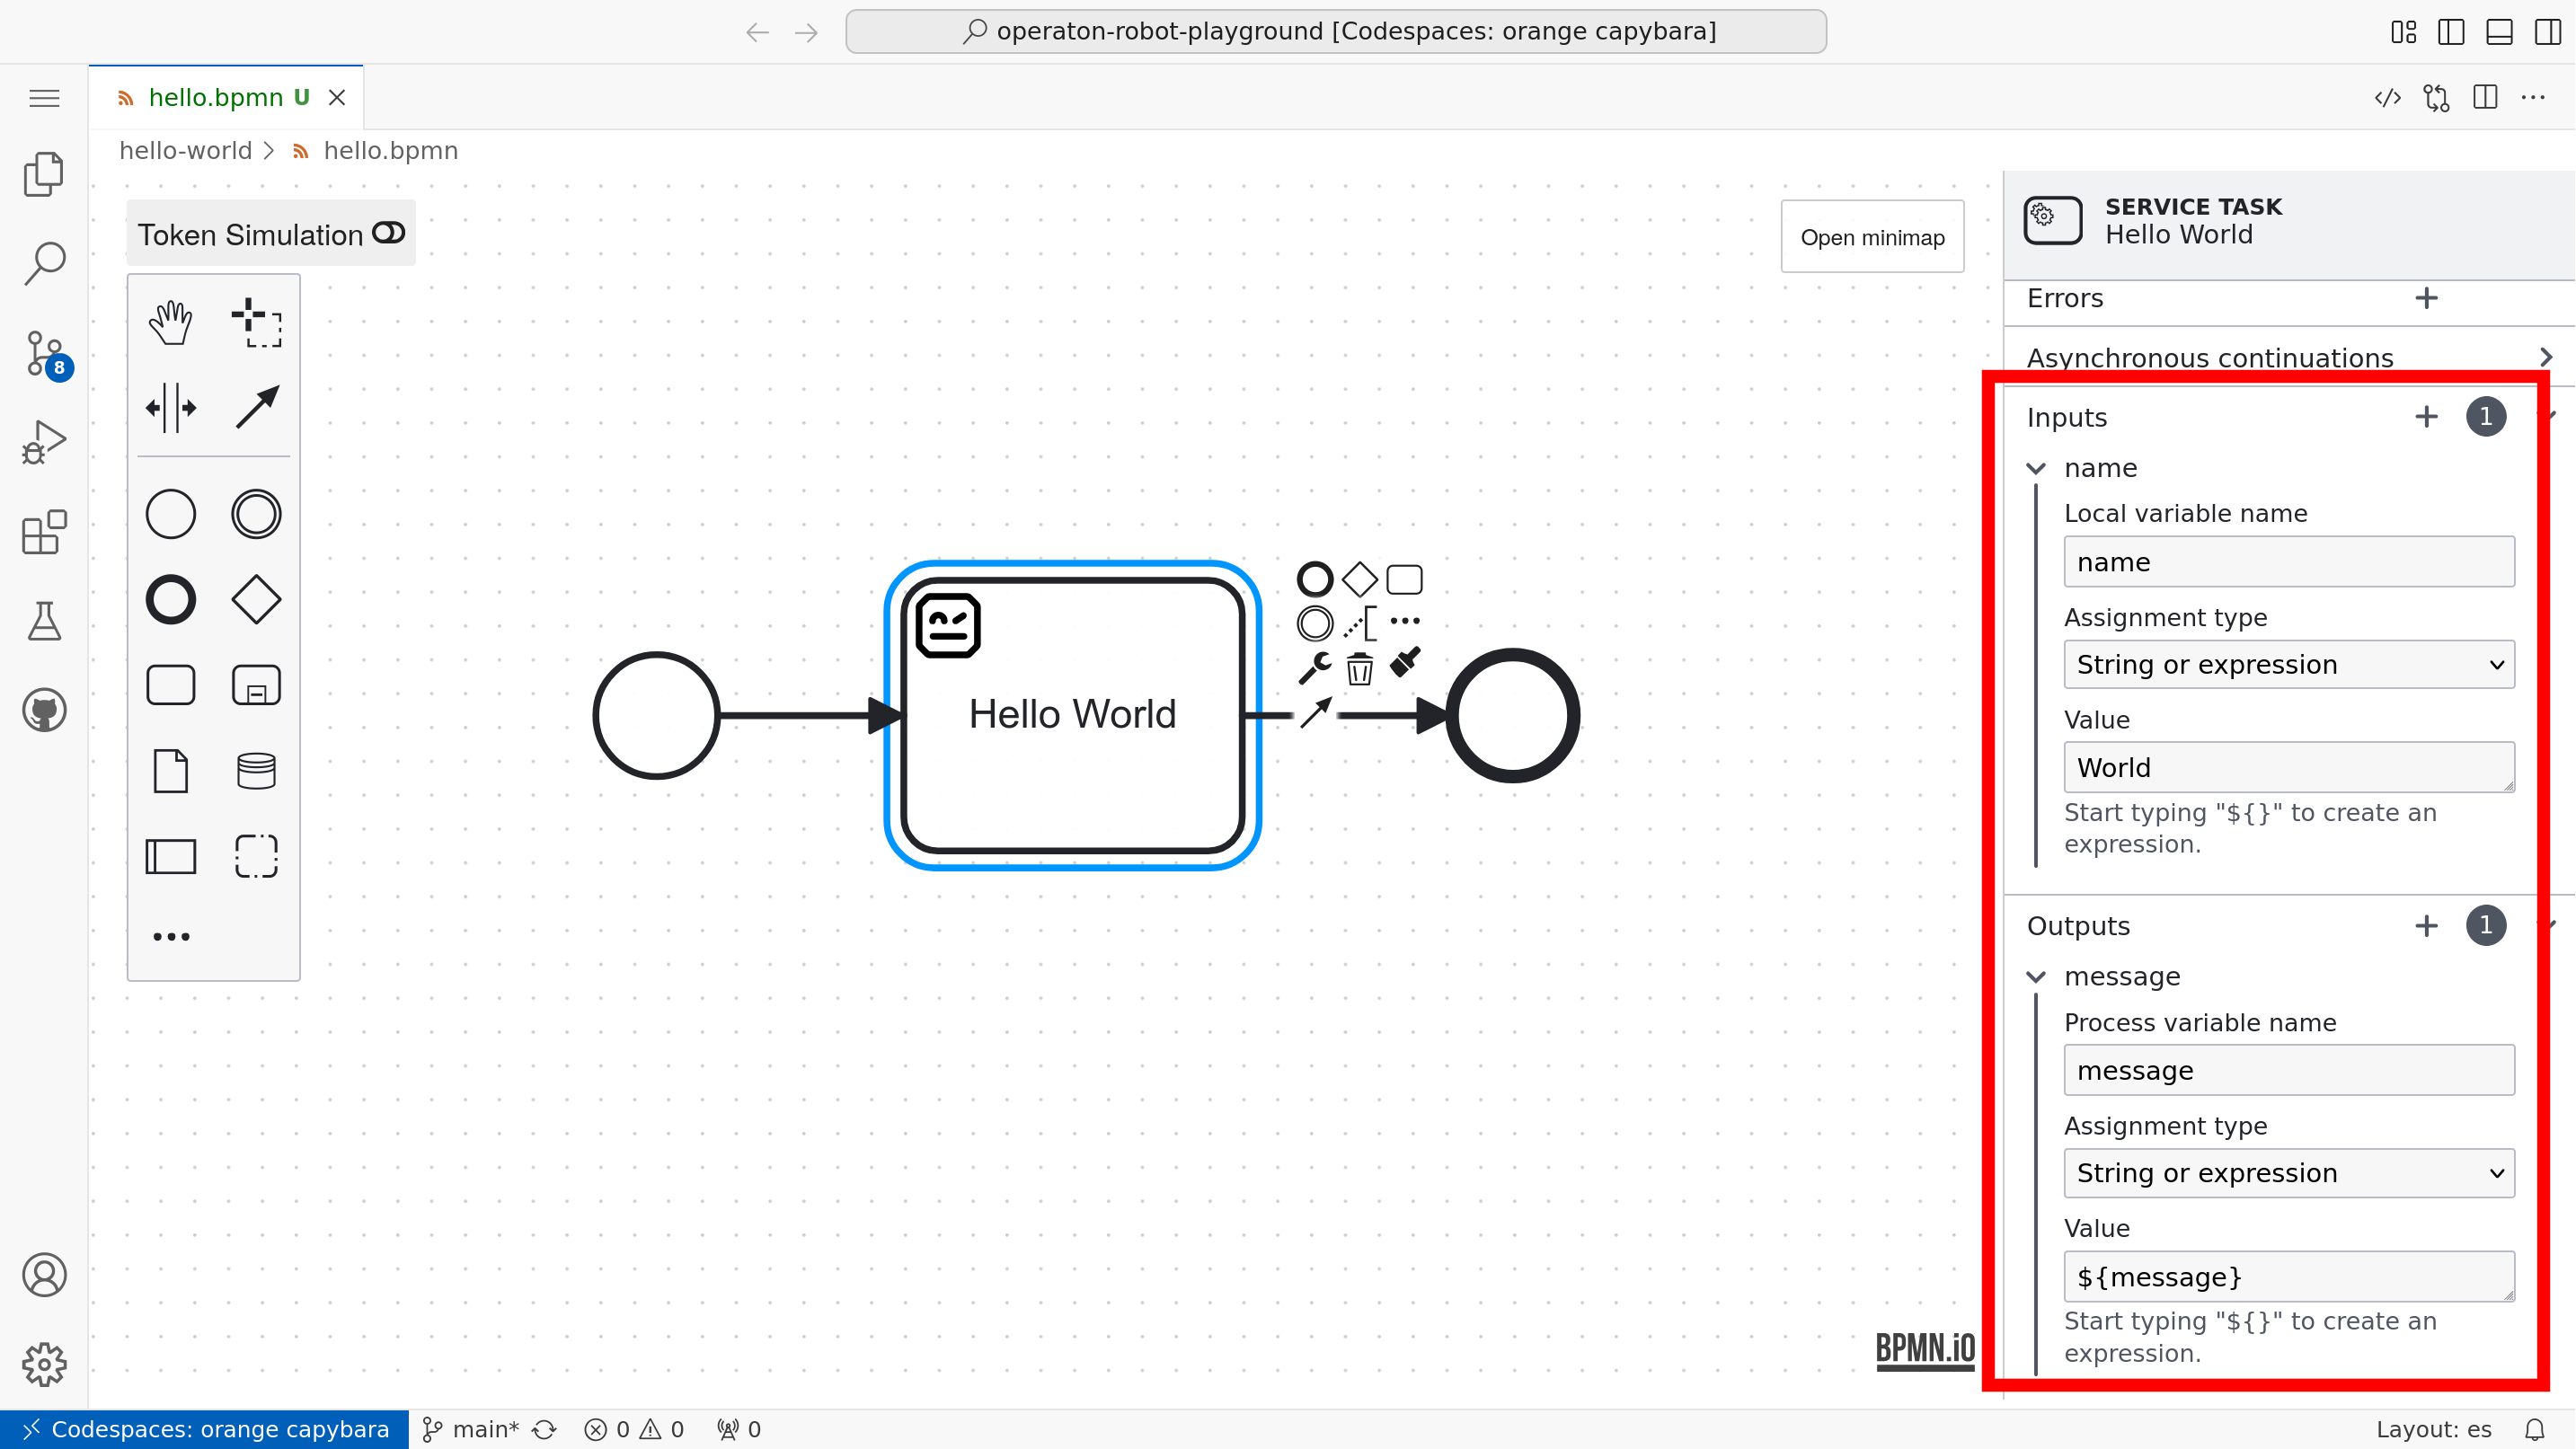 operaton-robot-playground [Codespaces: orange capybara]
hello.bpmn U
hello-world > hello.bpmn
Token Simulation
Open minimap
8
Hello World
BPMN.iO
SERVICE TASK
Hello World
Errors
Asynchronous continuations
Inputs 1
name
Local variable name
name
Assignment type
String or expression
Value
World
Start typing "${}" to create an
expression.
Outputs 1
message
Process variable name
message
Assignment type
String or expression
Value
${message}
Start typing "${}" to create an
expression.
Codespaces: orange capybara main* 0 0 0 Layout: es